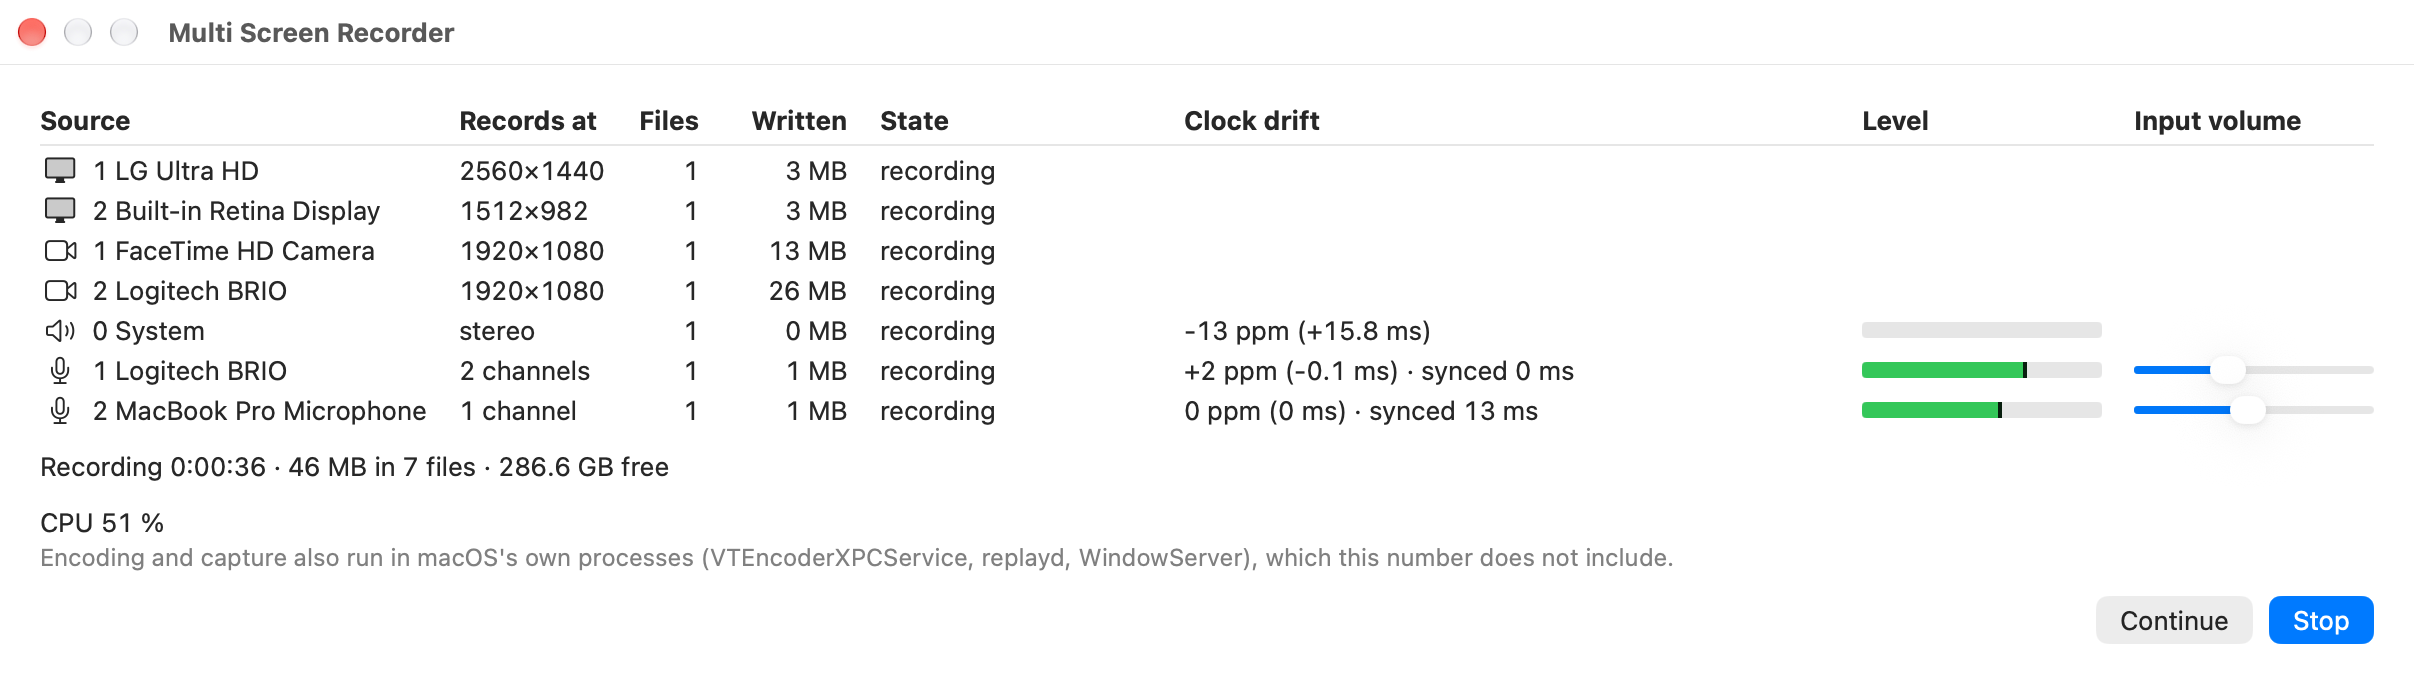 Multi Screen Recorder
Source Records at Files Written State Clock drift Level Input volume
1 LG Ultra HD 2560×1440 1 3 MB recording
2 Built-in Retina Display 1512×982 1 3 MB recording
1 FaceTime HD Camera 1920×1080 1 13 MB recording
2 Logitech BRIO 1920×1080 1 26 MB recording
0 System stereo 1 0 MB recording -13 ppm (+15.8 ms)
1 Logitech BRIO 2 channels 1 1 MB recording +2 ppm (-0.1 ms) · synced 0 ms
2 MacBook Pro Microphone 1 channel 1 1 MB recording 0 ppm (0 ms) · synced 13 ms
Recording 0:00:36 · 46 MB in 7 files · 286.6 GB free
CPU 51 %
Encoding and capture also run in macOS's own processes (VTEncoderXPCService, replayd, WindowServer), which this number does not include.
Continue Stop